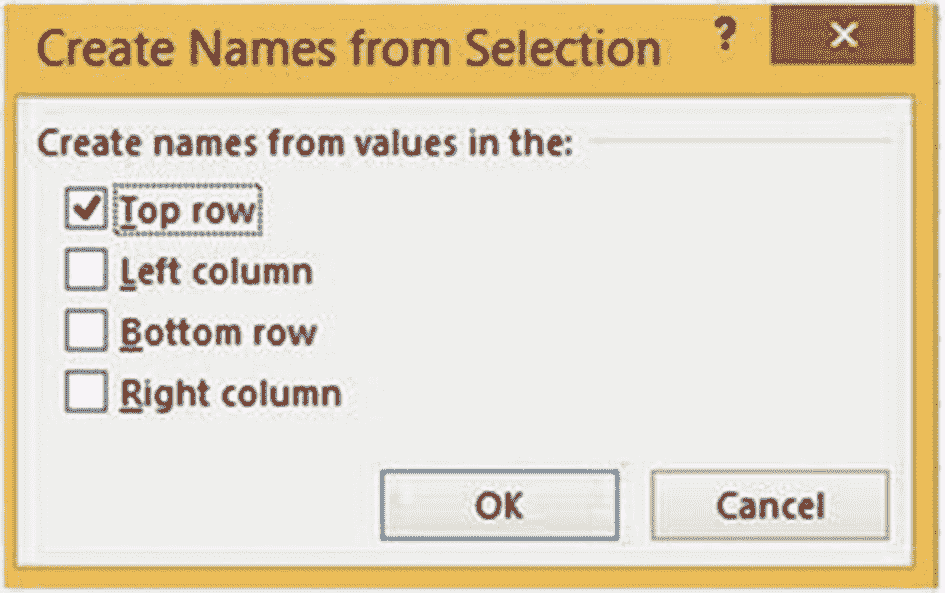 Create Names from Selection ?
Create names from values in the:
Top row
Left column
Bottom row
Right column
OK Cancel